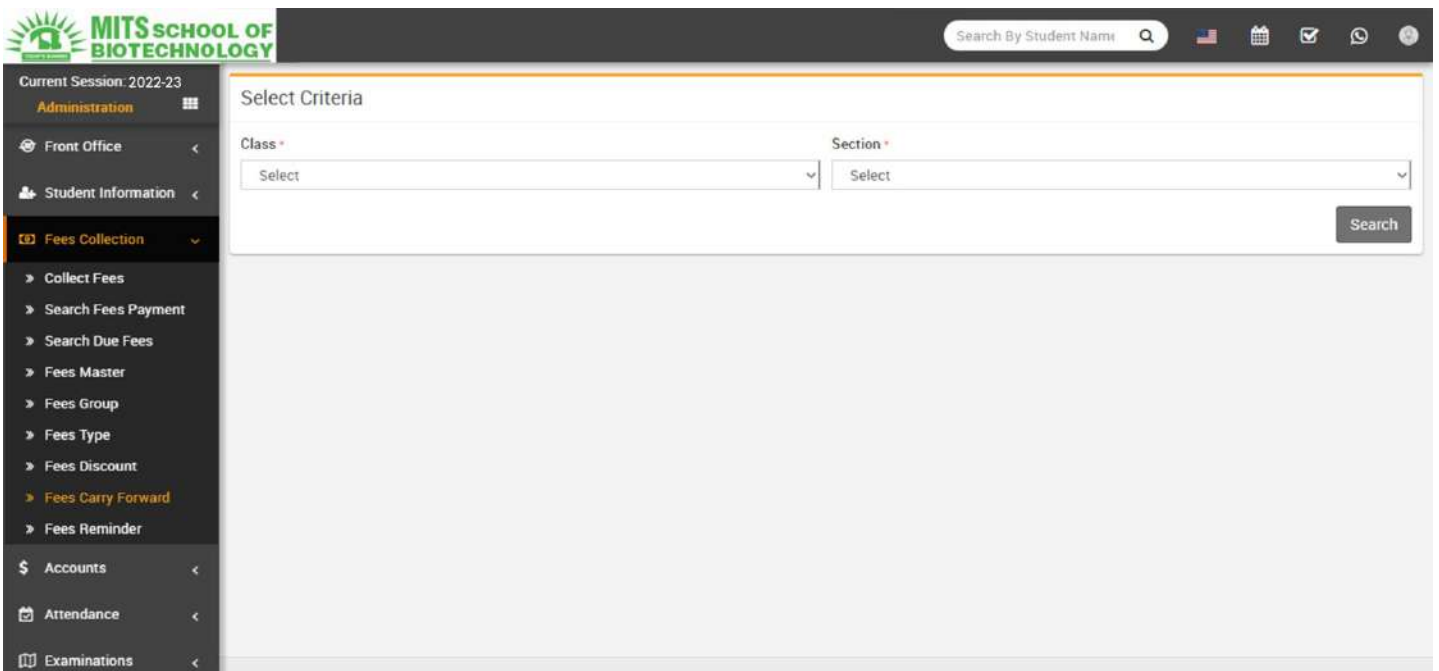 MITS SCHOOL OF
BIOTECHNOLOGY
Search By Student Name
Current Session: 2022-23
Administration
Front Office
Student Information
Fees Collection
Collect Fees
Search Fees Payment
Search Due Fees
Fees Master
Fees Group
Fees Type
Fees Discount
Fees Carry Forward
Fees Reminder
$ Accounts
Attendance
Examinations
Select Criteria
Class *
Section *
Select
Select
Search